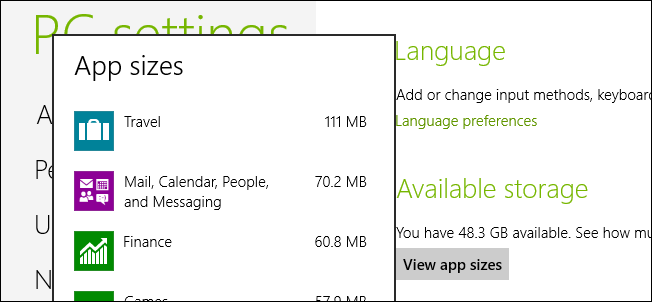 PC settings
App sizes
Travel 111 MB
Mail, Calendar, People, and Messaging 70.2 MB
Finance 60.8 MB
Games 57.9 MB
A
Pe
U
N
Language
Add or change input methods, keyboard
Language preferences
Available storage
You have 48.3 GB available. See how mu
View app sizes